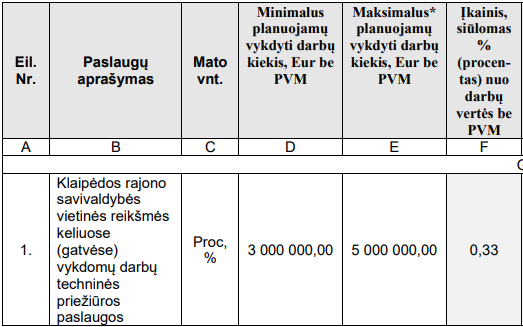 Eil.
Nr.
Paslaugų
aprašymas
Mato
vnt.
Minimalus
planuojamų
vykdyti darbų
kiekis, Eur be
PVM
Maksimalus*
planuojamų
vykdyti darbų
kiekis, Eur be
PVM
Įkainis,
siūlomas
%
(procen-
tas) nuo
darbų
vertės be
PVM
A
B
C
D
E
F
1.
Klaipėdos rajono
savivaldybės
vietinės reikšmės
keliuose
(gatvėse)
vykdomų darbų
techninės
priežiūros
paslaugos
Proc,
%
3 000 000,00
5 000 000,00
0,33